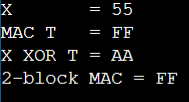 X       = 55
MAC T   = FF
X XOR T = AA
2-block MAC = FF